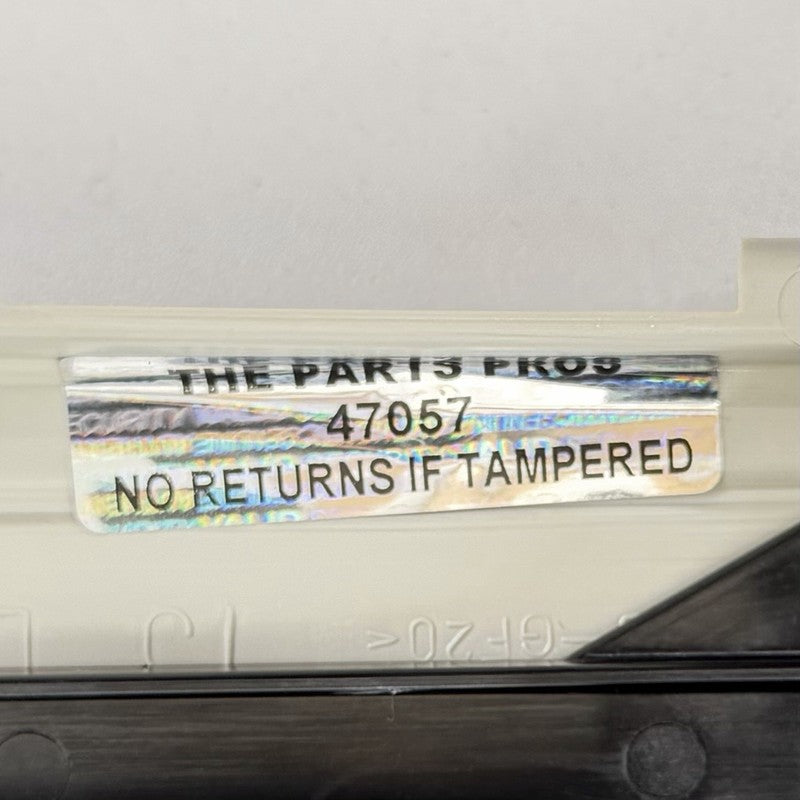 THE PARTS PROS
47057
NO RETURNS IF TAMPERED
-GF20<